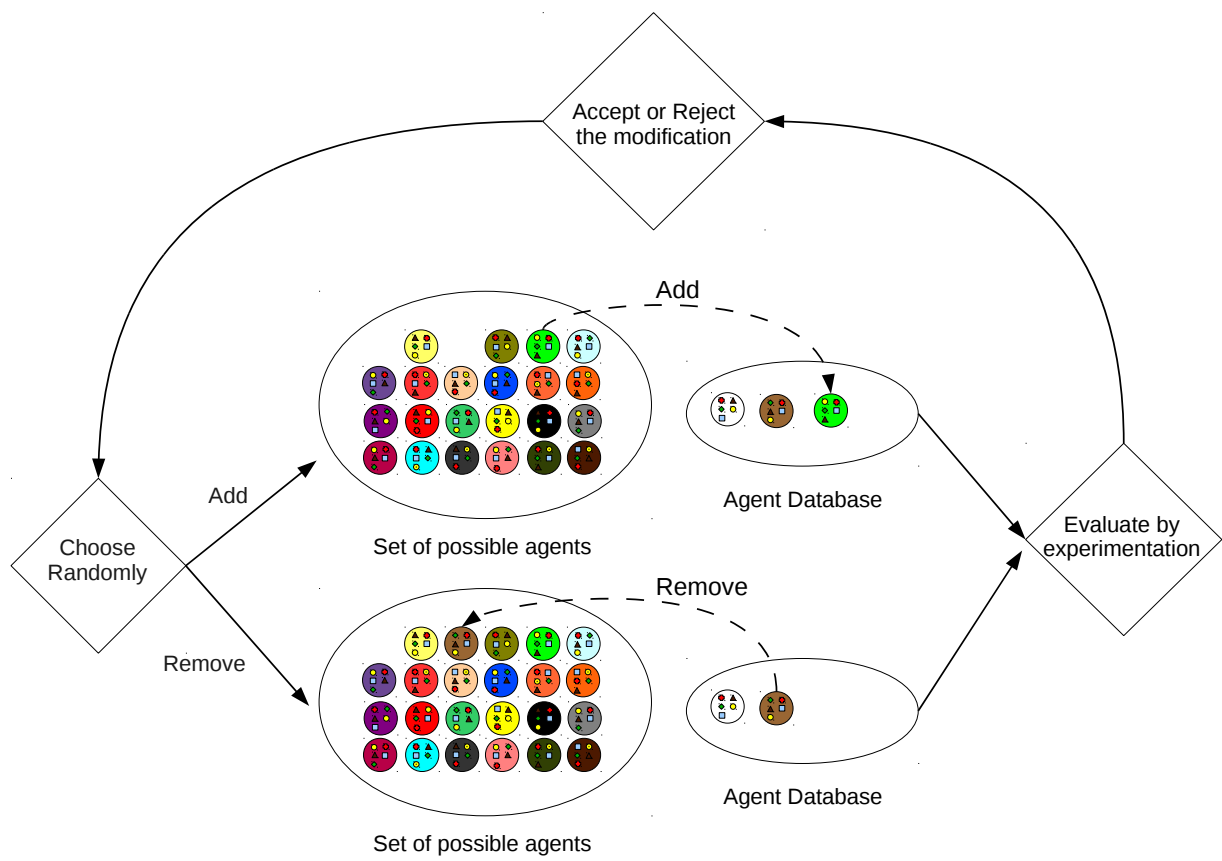 Accept or Reject
the modification
Add
Agent Database
Add
Set of possible agents
Choose
Randomly
Evaluate by
experimentation
Remove
Remove
Agent Database
Set of possible agents